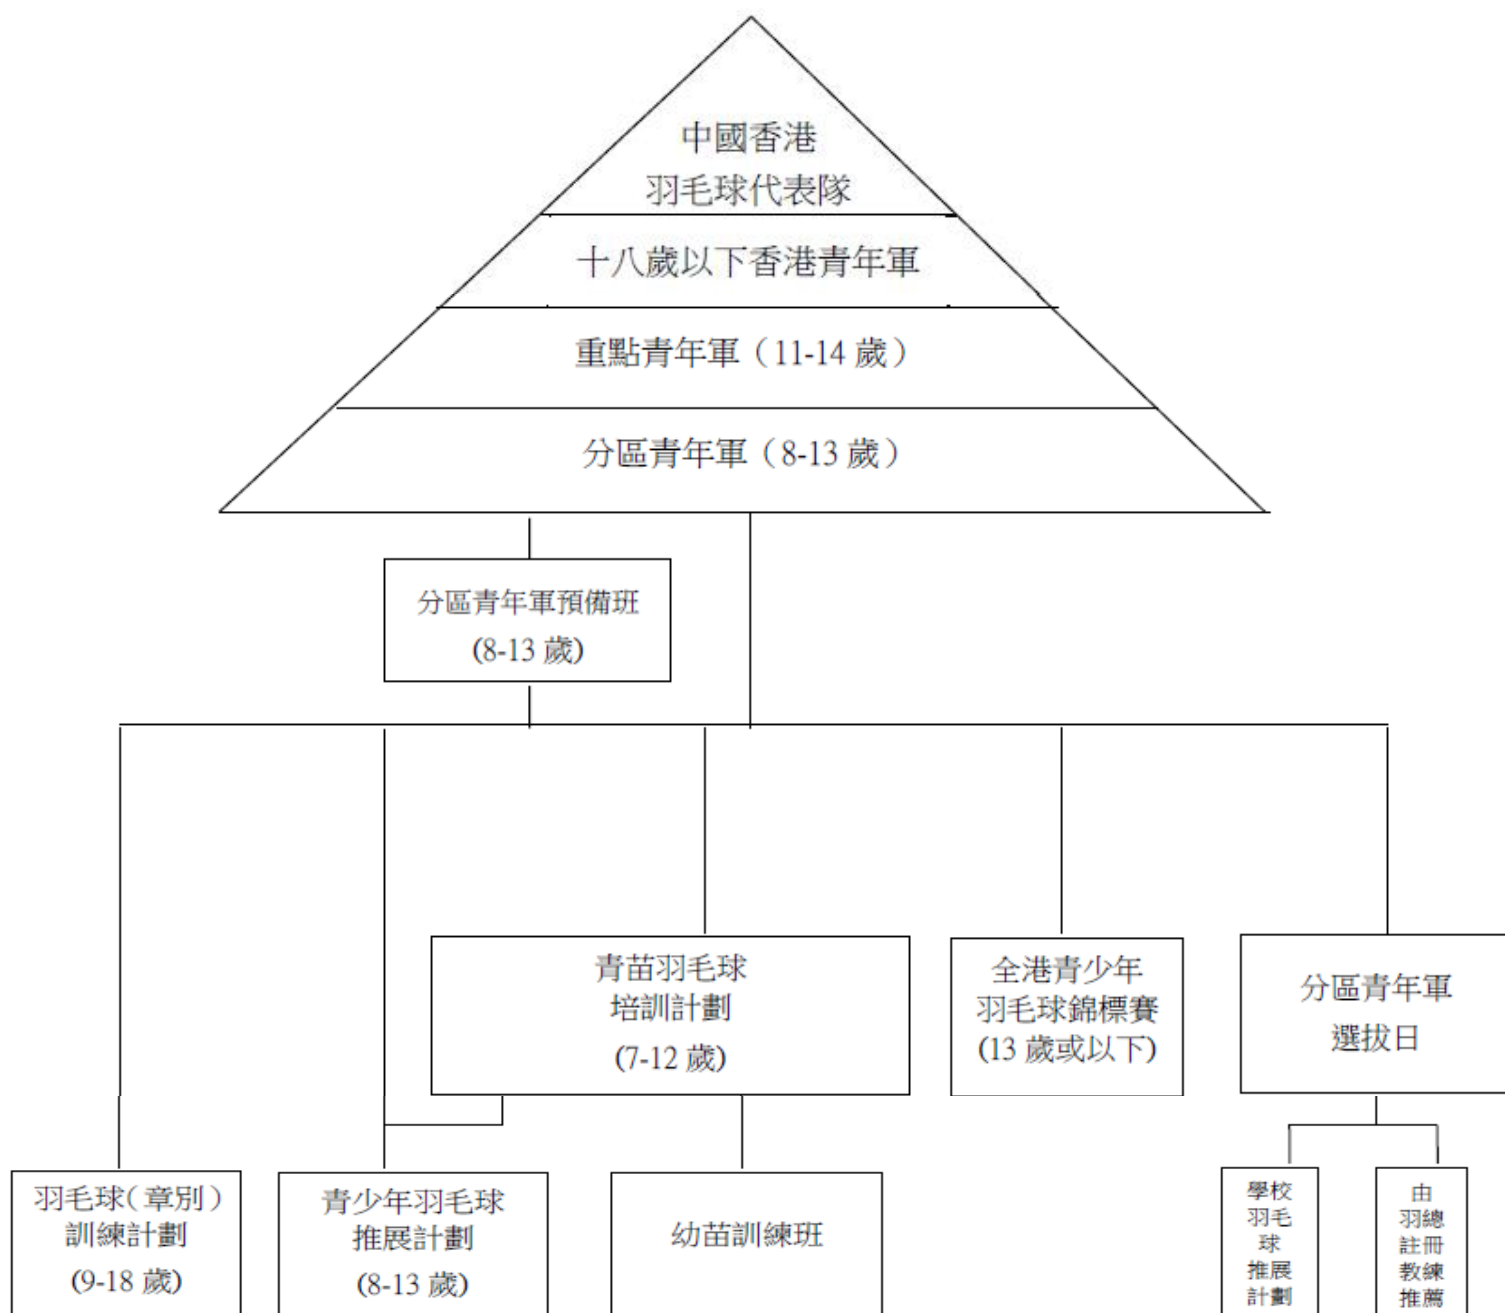 中國香港
羽毛球代表隊
十八歲以下香港青年軍
重點青年軍（11-14 歲）
分區青年軍（8-13 歲）
分區青年軍預備班
(8-13 歲)
青苗羽毛球
培訓計劃
(7-12 歲)
全港青少年
羽毛球錦標賽
(13 歲或以下)
分區青年軍
選拔日
羽毛球（章別）
訓練計劃
(9-18 歲)
青少年羽毛球
推展計劃
(8-13 歲)
幼苗訓練班
學校
羽毛
球
推展
計劃
由
羽總
註冊
教練
推薦